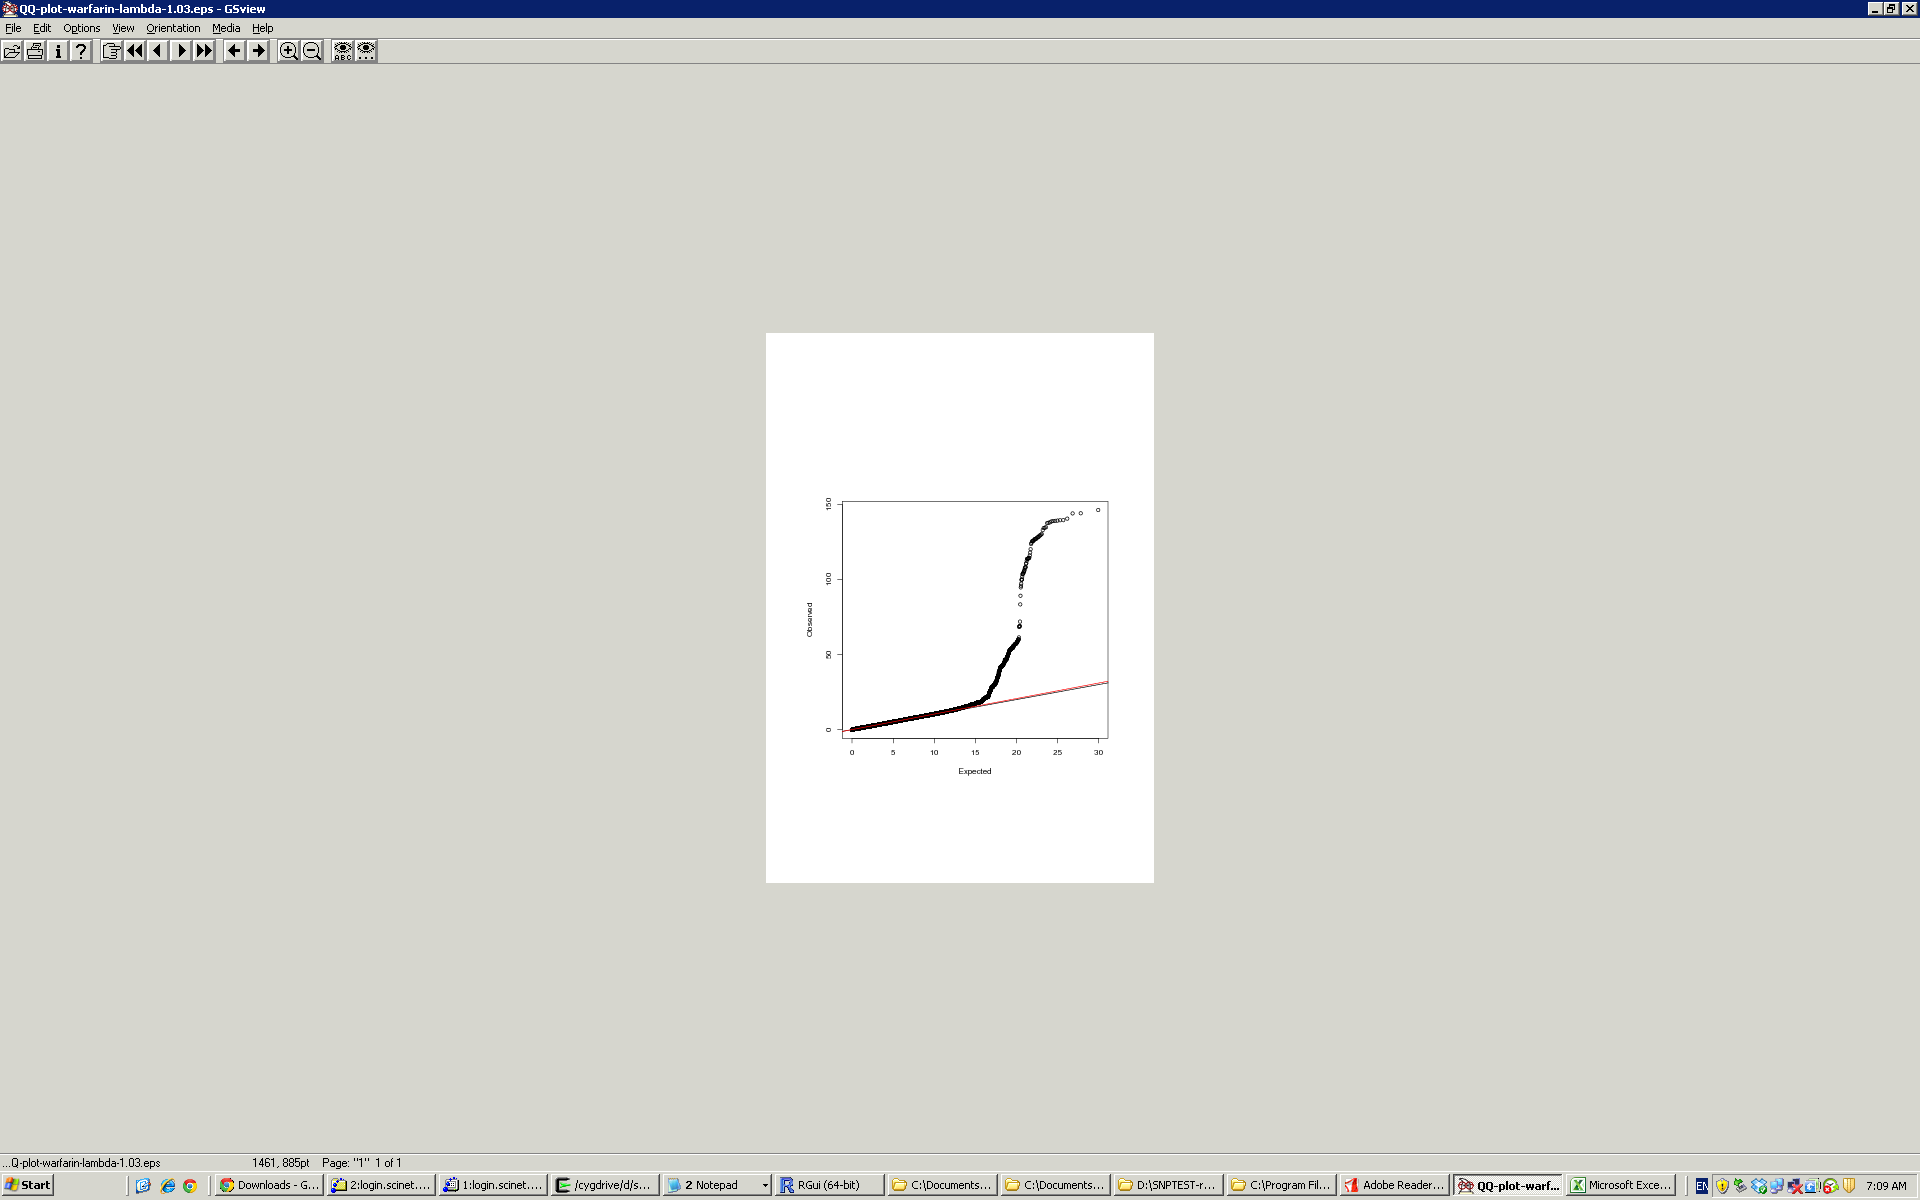 QQ-plot-warfarin-lambda-1.03.eps - GSview
File Edit Options View Orientation Media Help
ABC
150
100
50
0
Observed
0 5 10 15 20 25 30
Expected
...Q-plot-warfarin-lambda-1.03.eps 1461, 885pt Page: "1" 1 of 1
Start Downloads - G... 2:login.scinet.... 1:login.scinet.... /cygdrive/d/s... 2 Notepad RGui (64-bit) C:\Documents... C:\Documents... D:\SNPTEST-r... C:\Program Fil... Adobe Reader... QQ-plot-warf... Microsoft Exce... EN 7:09 AM